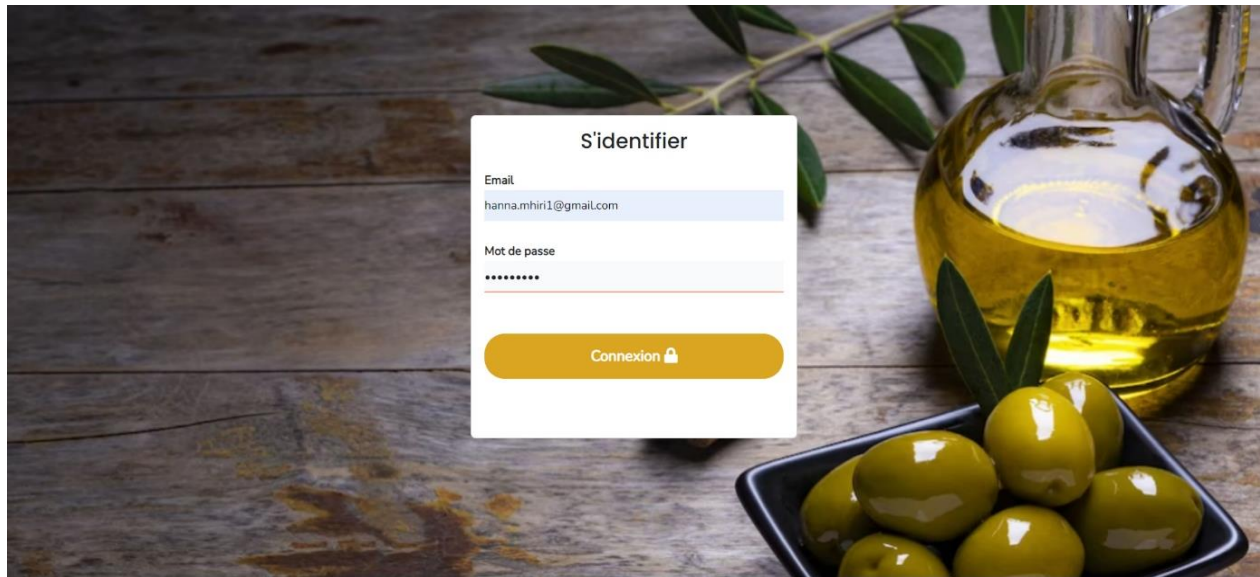 S'identifier
Email
hanna.mhiri1@gmail.com
Mot de passe
•••••••••
Connexion